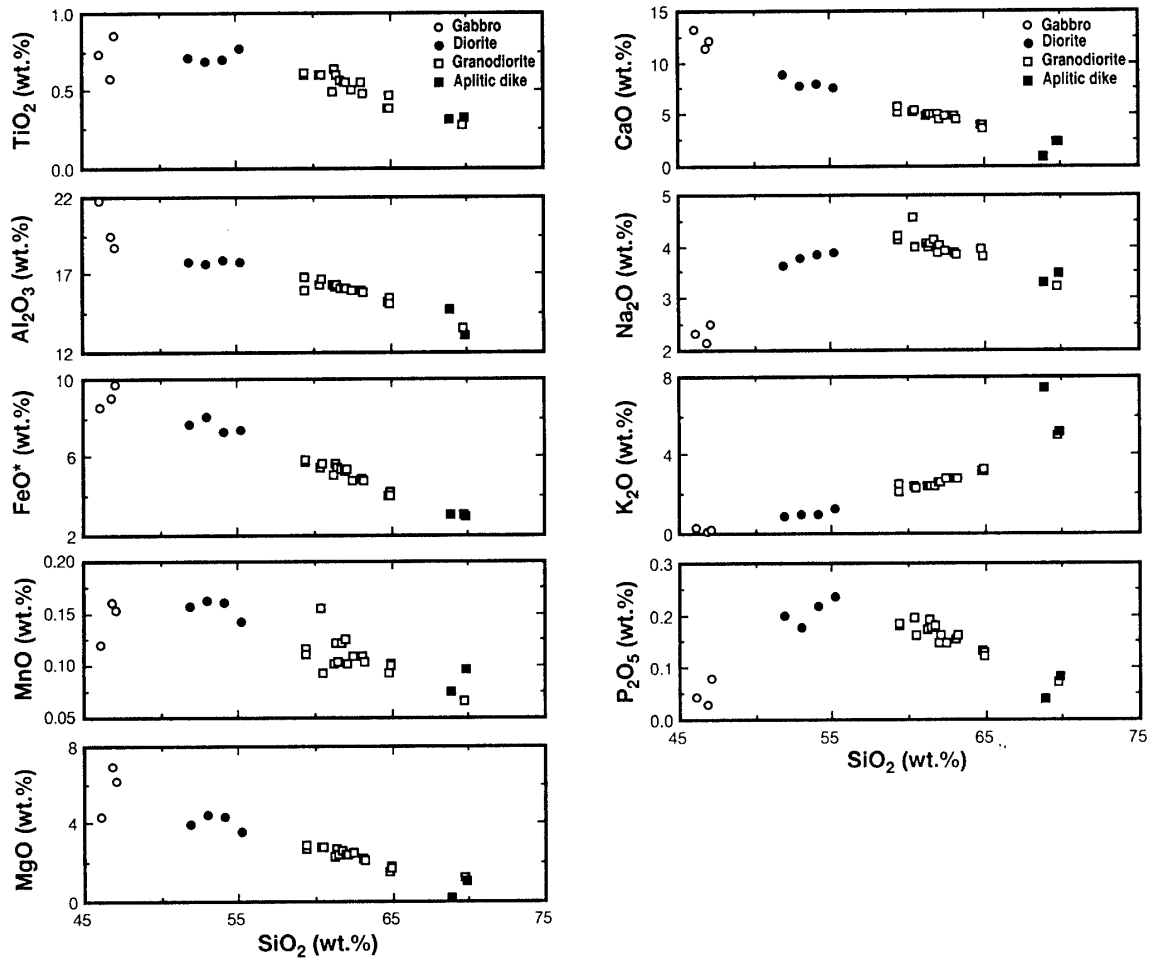 TiO2 (wt.%)
1.0
0.5
0.0
Gabbro
Diorite
Granodiorite
Aplitic dike
Al2O3 (wt.%)
22
17
12
FeO* (wt.%)
10
6
2
MnO (wt.%)
0.20
0.15
0.10
0.05
MgO (wt.%)
8
4
0
45
55
65
75
SiO2 (wt.%)
CaO (wt.%)
15
10
5
0
Gabbro
Diorite
Granodiorite
Aplitic dike
Na2O (wt.%)
5
4
3
2
K2O (wt.%)
8
4
0
P2O5 (wt.%)
0.3
0.2
0.1
0.0
45
55
65
75
SiO2 (wt.%)